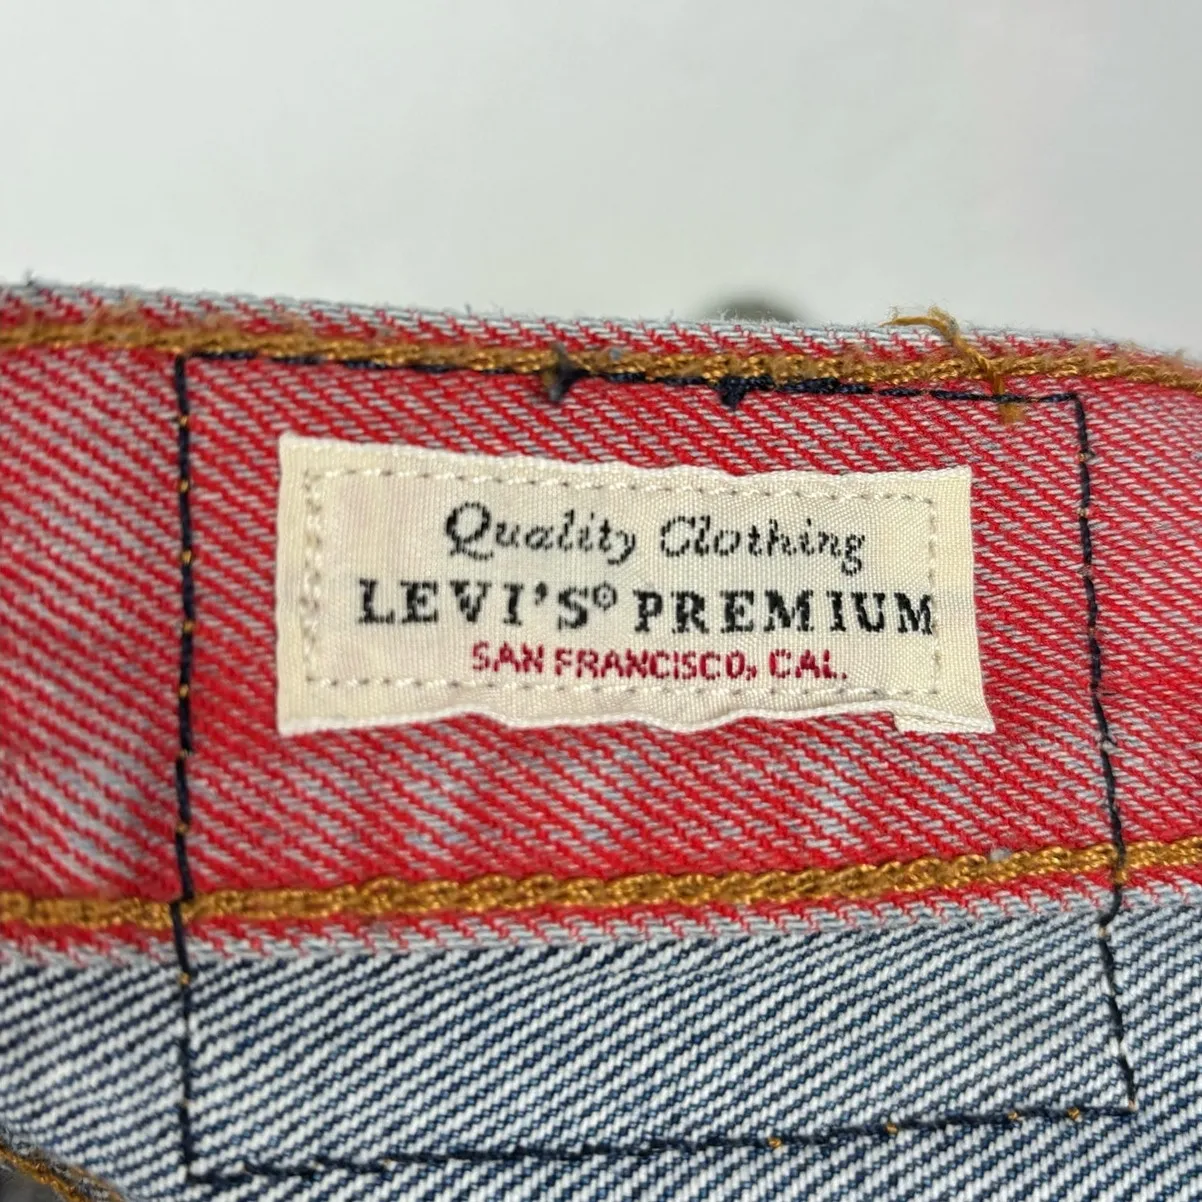 Quality Clothing
LEVI'S® PREMIUM
SAN FRANCISCO, CAL.